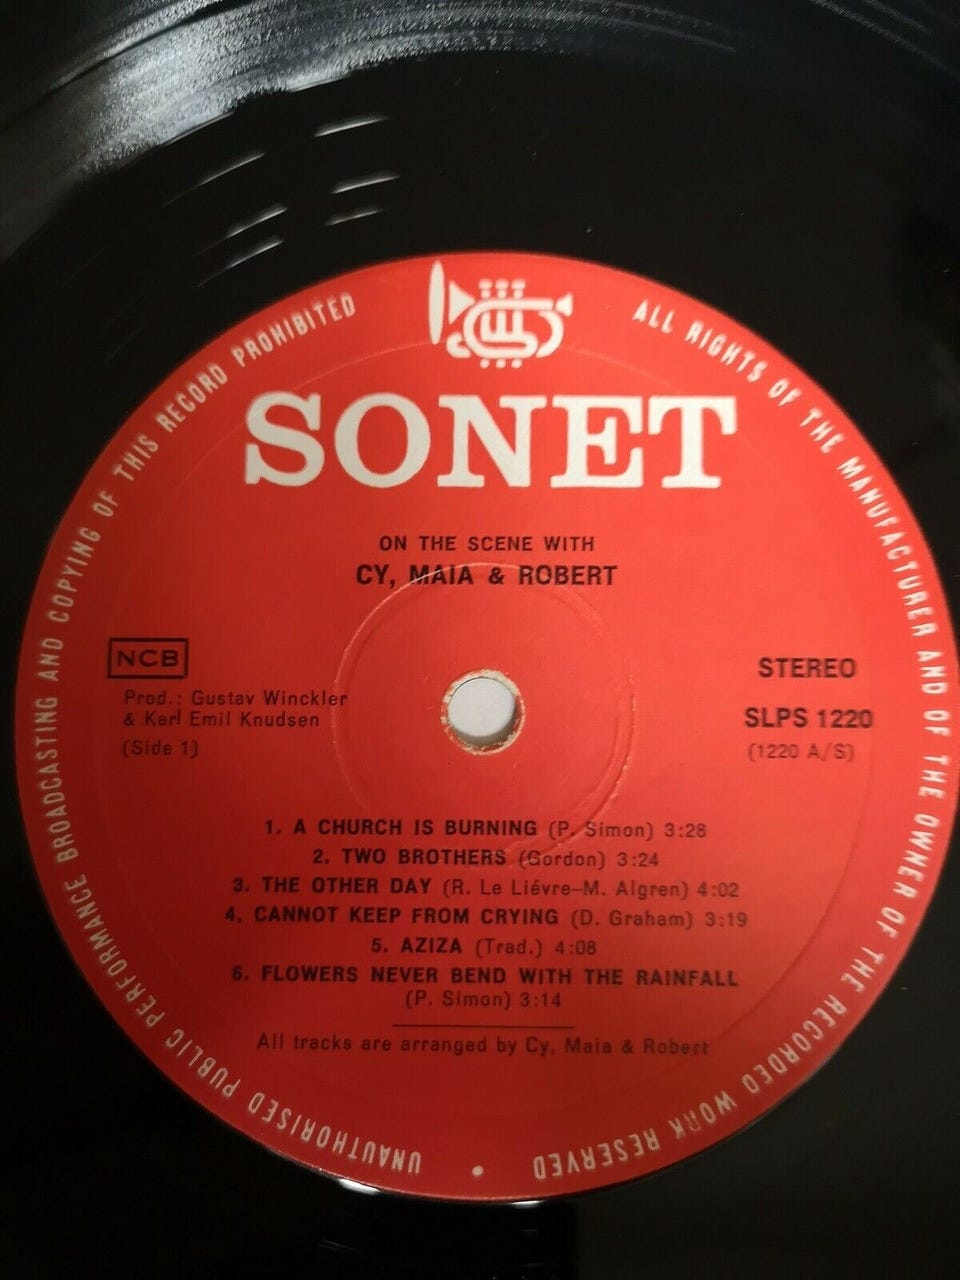 UNAUTHORISED PUBLIC PERFORMANCE BROADCASTING AND COPYING OF THIS RECORD PROHIBITED
ALL RIGHTS OF THE MANUFACTURER AND OF THE OWNER OF THE RECORDED WORK RESERVED
SONET
ON THE SCENE WITH
CY, MAIA & ROBERT
NCB
Prod.: Gustav Winckler
& Karl Emil Knudsen
(Side 1)
STEREO
SLPS 1220
(1220 A/S)
1. A CHURCH IS BURNING (P. Simon) 3:28
2. TWO BROTHERS (Gordon) 3:24
3. THE OTHER DAY (R. Le Liévre-M. Algren) 4:02
4. CANNOT KEEP FROM CRYING (D. Graham) 3:19
5. AZIZA (Trad.) 4:08
6. FLOWERS NEVER BEND WITH THE RAINFALL
(P. Simon) 3:14
All tracks are arranged by Cy, Maia & Robert